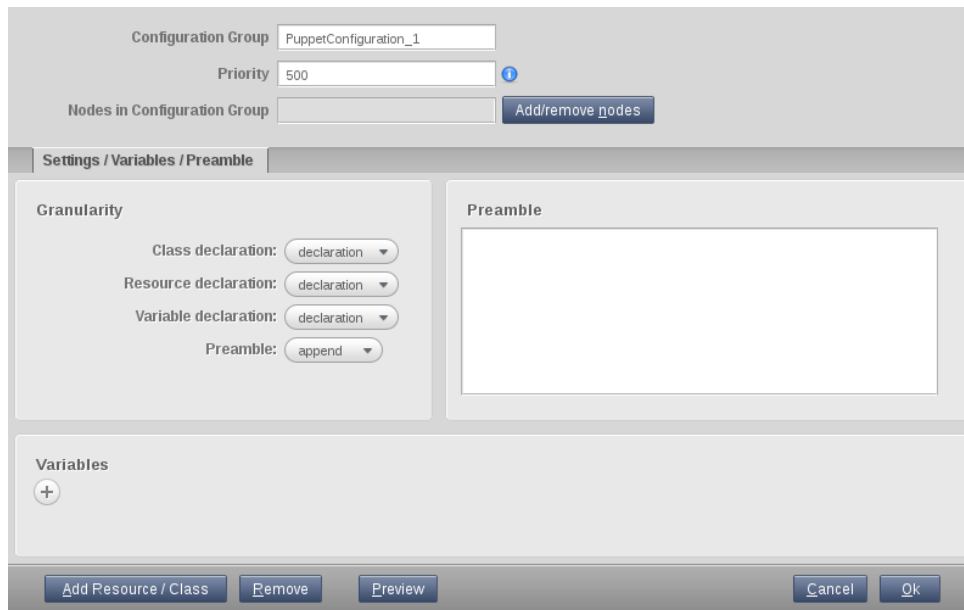 Configuration Group PuppetConfiguration_1
Priority 500
Nodes in Configuration Group Add/remove nodes
Settings / Variables / Preamble
Granularity
Class declaration: declaration
Resource declaration: declaration
Variable declaration: declaration
Preamble: append
Preamble
Variables
Add Resource / Class Remove Preview Cancel Ok